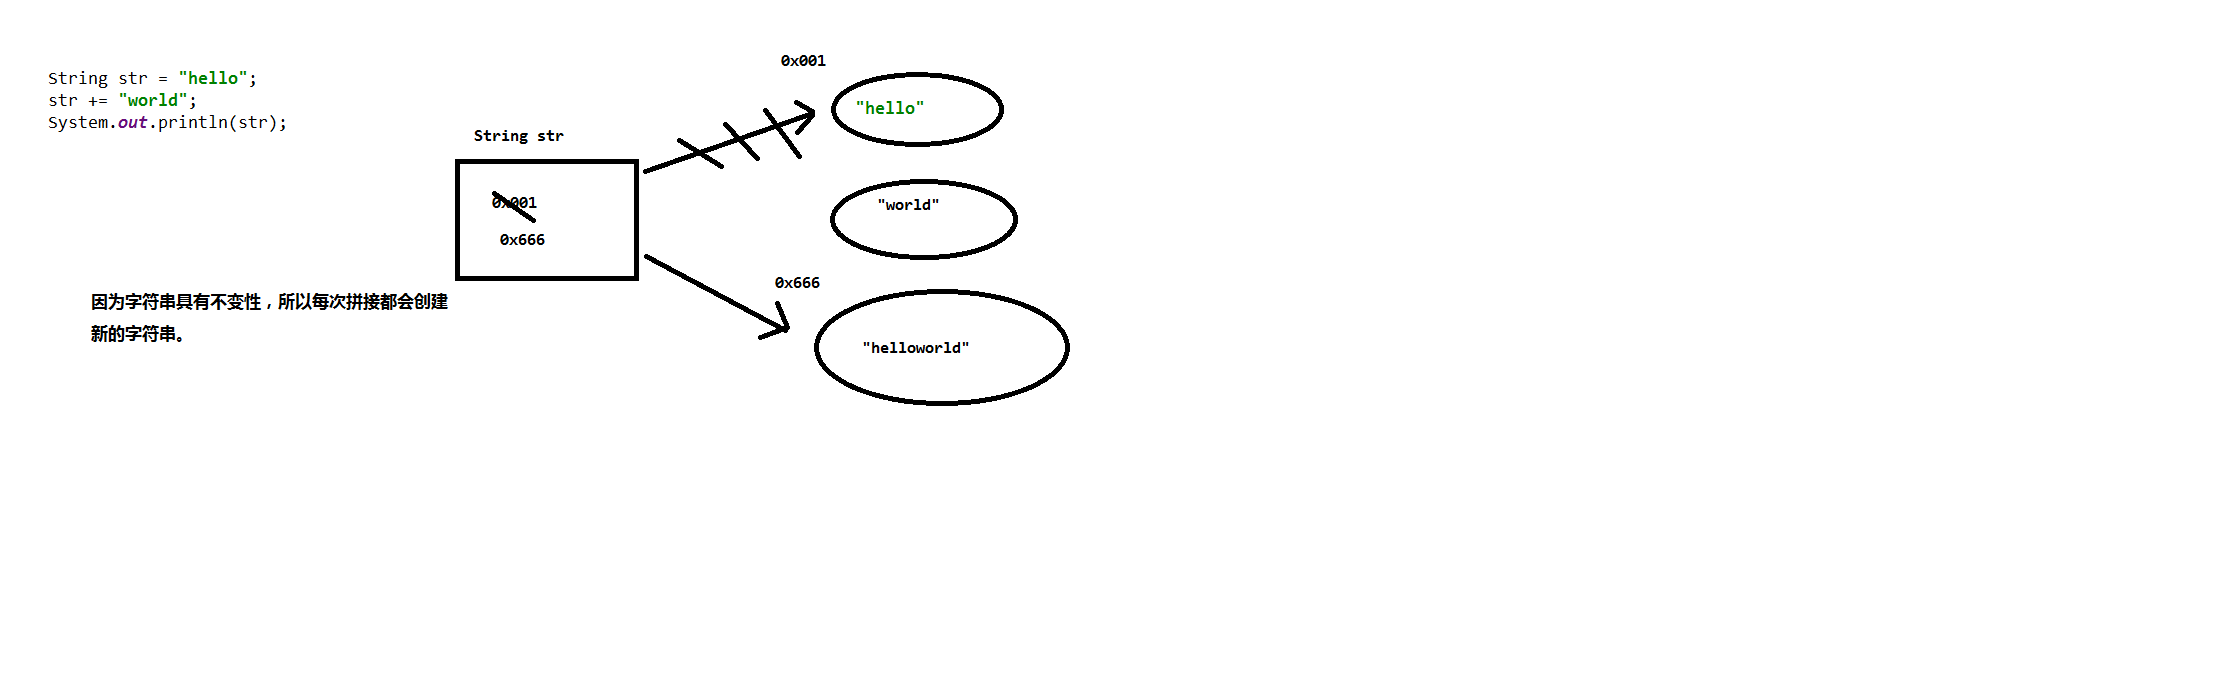 String str = "hello";
str += "world";
System.out.println(str);
String str
0x001
0x666
0x001
"hello"
"world"
0x666
"helloworld"
因为字符串具有不变性，所以每次拼接都会创建
新的字符串。